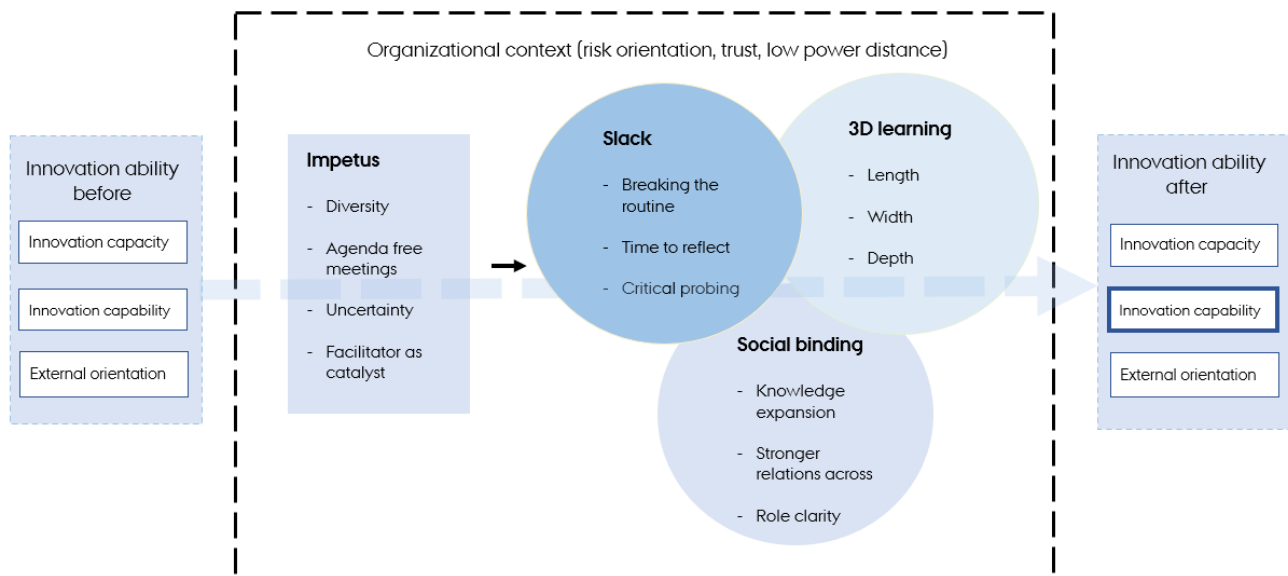 Organizational context (risk orientation, trust, low power distance)
Innovation ability
before
Innovation capacity
Innovation capability
External orientation
Impetus
- Diversity
- Agenda free
meetings
- Uncertainty
- Facilitator as
catalyst
Slack
- Breaking the
routine
- Time to reflect
- Critical probing
3D learning
- Length
- Width
- Depth
Social binding
- Knowledge
expansion
- Stronger
relations across
- Role clarity
Innovation ability
after
Innovation capacity
Innovation capability
External orientation